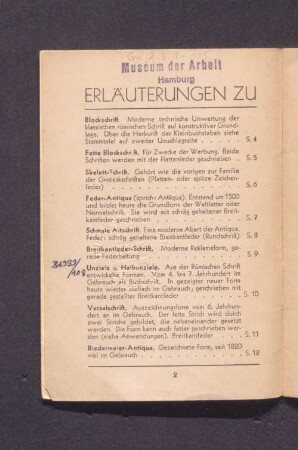 Museum der Arbeit
Hamburg
ERLÄUTERUNGEN ZU
Blockschrift. Moderne technische Umwertung der
klassischen römischen Schrift auf konstruktiver Grund-
lage. Über die Herkunft der Kleinbuchstaben siehe
Stammtafel auf zweiter Umschlagseite . . . S. 4
Fette Blockschrift. Für Zwecke der Werbung. Beide
Schriften werden mit der Plattenfeder geschrieben . S. 5
Skelett-Schrift. Gehört wie die vorigen zur Familie
der Groteskschriften (Platten- oder spitze Zeichen-
feder) . . . S. 6
Feder-Antiqua (sprich: Antiqua). Entstand um 1500
und bildet heute die Grundform der Weltletter oder
Normalschrift. Sie wird mit schräg gehaltener Breit-
kantfeder geschrieben . . . S. 7
Schmale Zierschrift. Eine moderne Abart der Antiqua.
Feder: schräg gehaltene Breitkantfeder (Rundschrift). S. 8
Breitkantfeder-Schrift. Moderne Reklameform, ge-
rade Federhaltung . . . S. 9
Unziale u. Halbunziale. Aus der Römischen Schrift
entwickelte Formen. Vom 4. bis 7. Jahrhundert im
Gebrauch als Buchschrift. In gezeigter neuer Form
heute wieder vielfach im Gebrauch; geschrieben mit
gerade gestellter Breitkantfeder . . . S. 10
Versalschrift. Auszeichnungsform vom 6. Jahrhun-
dert an im Gebrauch. Der fette Strich wird durch
zwei Striche gebildet, die nebeneinander gesetzt
werden. Die Form kann auch fetter geschrieben wer-
den (siehe Anwendungen). Breitkantfeder . . S. 11
Biedermeier-Antiqua. Gezeichnete Form, seit 1820
viel im Gebrauch . . . S. 12
2